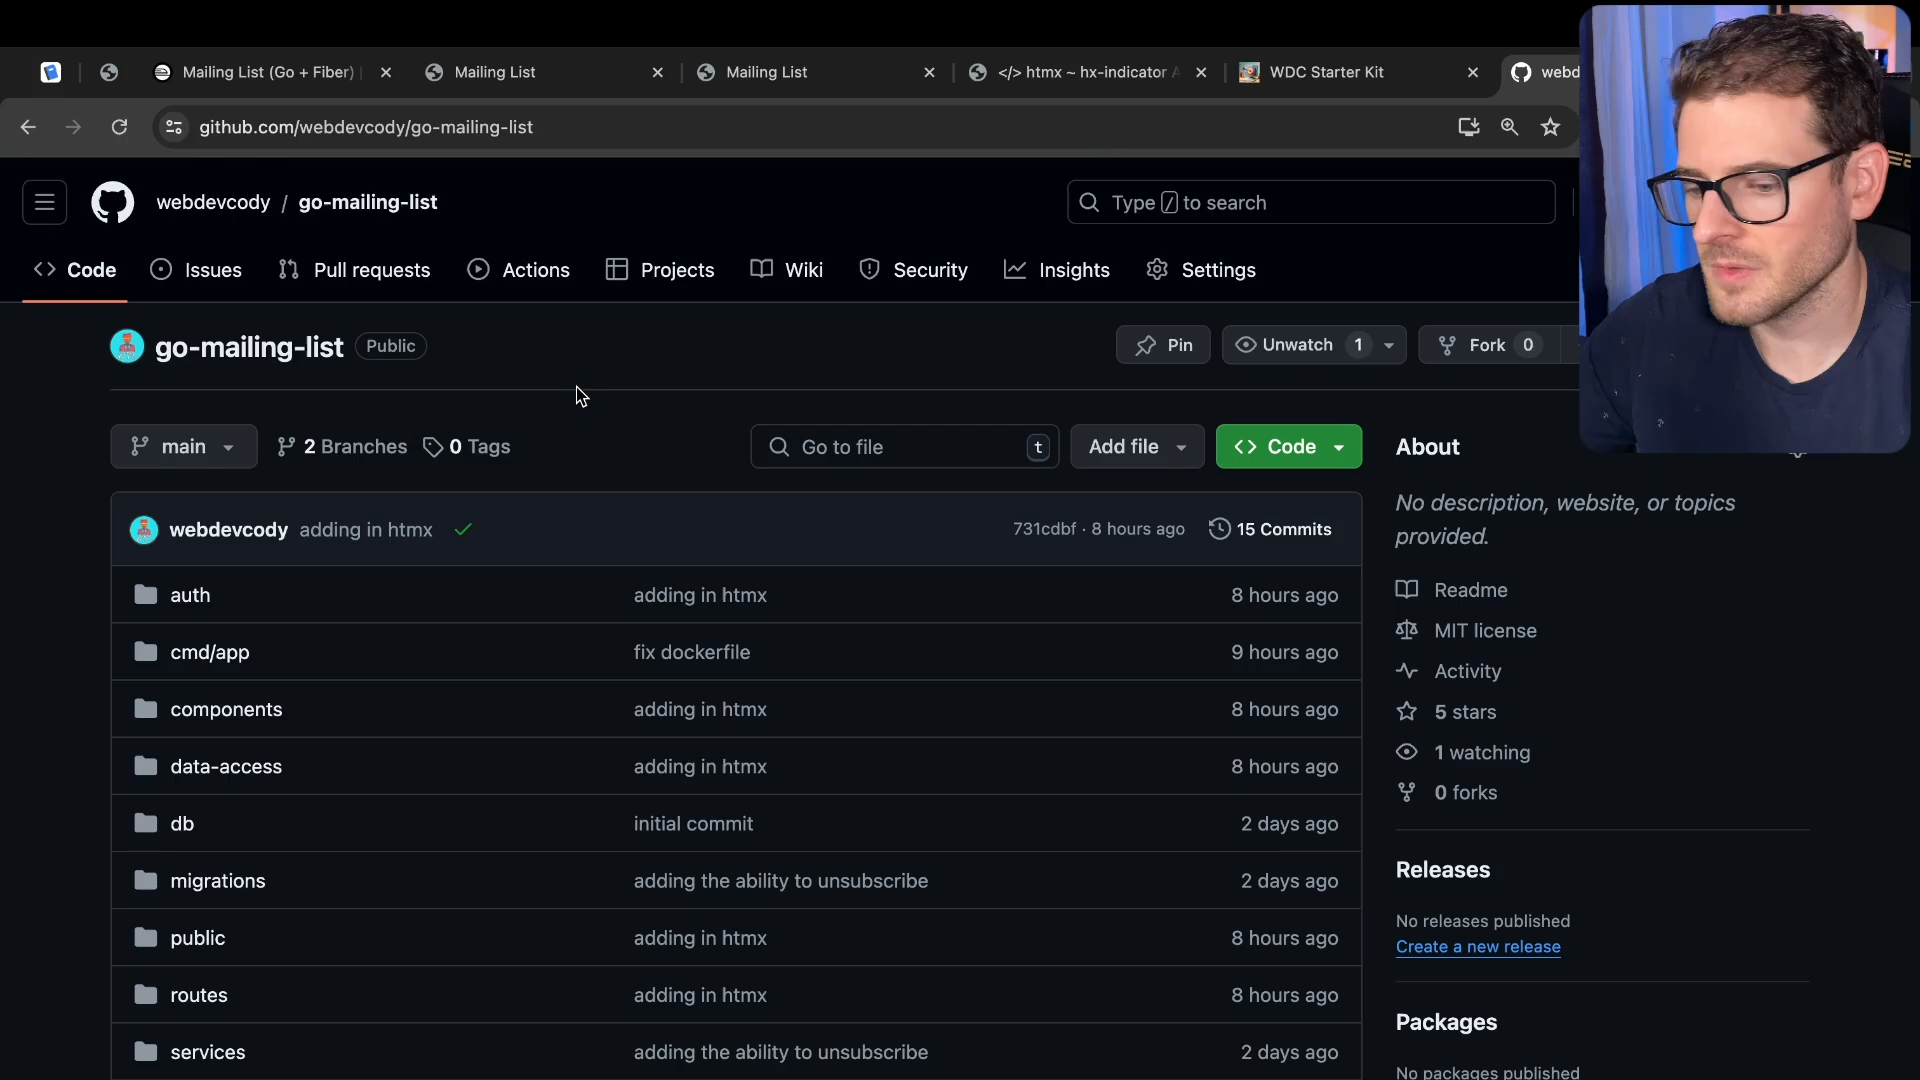 Mailing List (Go + Fiber)
Mailing List
Mailing List
</> htmx ~ hx-indicator
WDC Starter Kit
webd
github.com/webdevcody/go-mailing-list
webdevcody / go-mailing-list
Type / to search
Code
Issues
Pull requests
Actions
Projects
Wiki
Security
Insights
Settings
go-mailing-list
Public
Pin
Unwatch 1
Fork 0
main
2 Branches
0 Tags
Go to file
t
Add file
Code
webdevcody adding in htmx
731cdbf · 8 hours ago
15 Commits
auth adding in htmx 8 hours ago
cmd/app fix dockerfile 9 hours ago
components adding in htmx 8 hours ago
data-access adding in htmx 8 hours ago
db initial commit 2 days ago
migrations adding the ability to unsubscribe 2 days ago
public adding in htmx 8 hours ago
routes adding in htmx 8 hours ago
services adding the ability to unsubscribe 2 days ago
About
No description, website, or topics
provided.
Readme
MIT license
Activity
5 stars
1 watching
0 forks
Releases
No releases published
Create a new release
Packages
No packages published